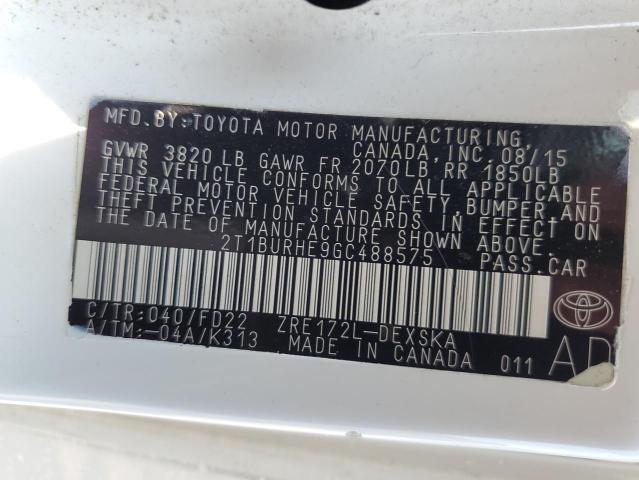 MFD. BY: TOYOTA MOTOR MANUFACTURING,
CANADA, INC. 08/15
GVWR 3820 LB GAWR FR 2070LB RR 1850LB
THIS VEHICLE CONFORMS TO ALL APPLICABLE
FEDERAL MOTOR VEHICLE SAFETY, BUMPER, AND
THEFT PREVENTION STANDARDS IN EFFECT ON
THE DATE OF MANUFACTURE SHOWN ABOVE.
2T1BURHE9GC488575 PASS.CAR
C/TR:040/FD22 ZRE172L-DEXSKA
A/TM:-04A/K313 MADE IN CANADA 011 AD